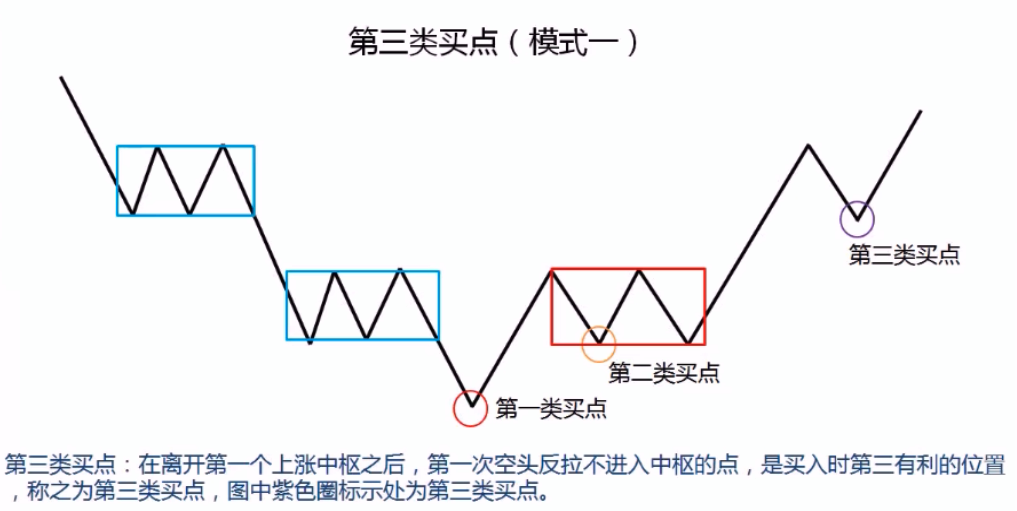 第三类买点（模式一）
第三类买点
第二类买点
第一类买点
第三类买点：在离开第一个上涨中枢之后，第一次空头反拉不进入中枢的点，是买入时第三有利的位置
，称之为第三类买点，图中紫色圈标示处为第三类买点。